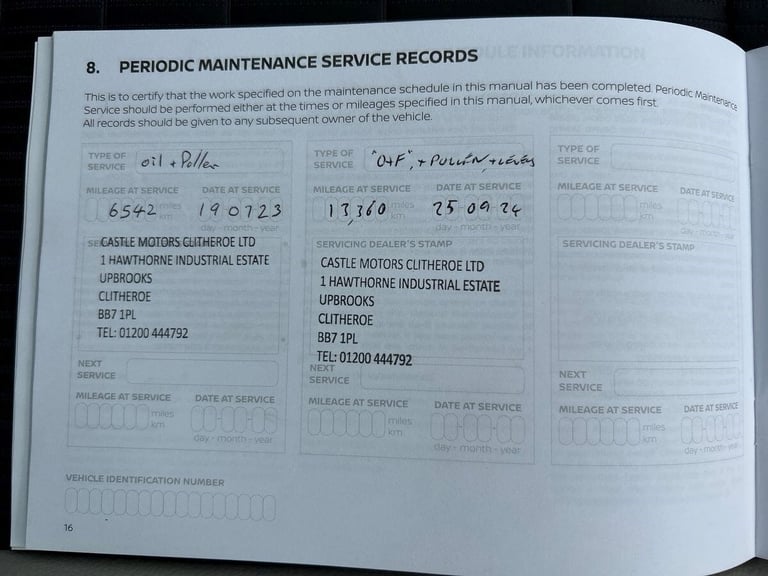 8. PERIODIC MAINTENANCE SERVICE RECORDS
This is to certify that the work specified on the maintenance schedule in this manual has been completed. Periodic Maintenance
Service should be performed either at the times or mileages specified in this manual, whichever comes first.
All records should be given to any subsequent owner of the vehicle.
TYPE OF
SERVICE
oil + Pollen
MILEAGE AT SERVICE DATE AT SERVICE
6542 miles
km
19 07 23
day - month - year
CASTLE MOTORS CLITHEROE LTD
1 HAWTHORNE INDUSTRIAL ESTATE
UPBROOKS
CLITHEROE
BB7 1PL
TEL: 01200 444792
NEXT
SERVICE
MILEAGE AT SERVICE DATE AT SERVICE
miles
km
day - month - year
TYPE OF
SERVICE
"O+F", + POLLEN + LEVELS
MILEAGE AT SERVICE DATE AT SERVICE
13,360 miles
km
25 09 24
day - month - year
SERVICING DEALER'S STAMP
CASTLE MOTORS CLITHEROE LTD
1 HAWTHORNE INDUSTRIAL ESTATE
UPBROOKS
CLITHEROE
BB7 1PL
TEL: 01200 444792
NEXT
SERVICE
MILEAGE AT SERVICE DATE AT SERVICE
miles
km
day - month - year
TYPE OF
SERVICE
MILEAGE AT SERVICE DATE AT SERVICE
miles
km
day - month - year
SERVICING DEALER'S STAMP
NEXT
SERVICE
MILEAGE AT SERVICE DATE AT SERVICE
miles
km
day - month - year
VEHICLE IDENTIFICATION NUMBER
16